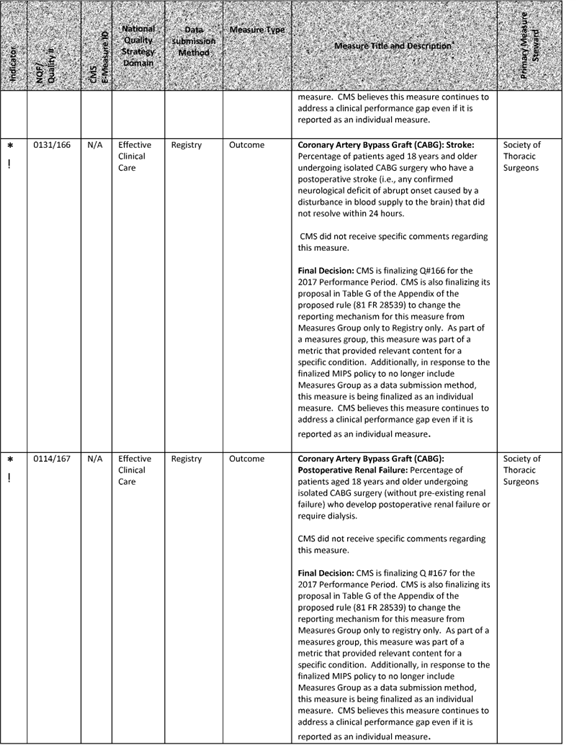 Indicator
NQF/
Quality #
CMS
E-Measure ID
National
Quality
Strategy
Domain
Data
submission
Method
Measure Type
Measure Title and Description*
Primary Measure
Steward
measure. CMS believes this measure continues to
address a clinical performance gap even if it is
reported as an individual measure.
*
!
0131/166
N/A
Effective
Clinical
Care
Registry
Outcome
Coronary Artery Bypass Graft (CABG): Stroke:
Percentage of patients aged 18 years and older
undergoing isolated CABG surgery who have a
postoperative stroke (i.e., any confirmed
neurological deficit of abrupt onset caused by a
disturbance in blood supply to the brain) that did
not resolve within 24 hours.
CMS did not receive specific comments regarding
this measure.
Final Decision: CMS is finalizing Q#166 for the
2017 Performance Period. CMS is also finalizing its
proposal in Table G of the Appendix of the
proposed rule (81 FR 28539) to change the
reporting mechanism for this measure from
Measures Group only to Registry only. As part of
a measures group, this measure was part of a
metric that provided relevant content for a
specific condition. Additionally, in response to the
finalized MIPS policy to no longer include
Measures Group as a data submission method,
this measure is being finalized as an individual
measure. CMS believes this measure continues to
address a clinical performance gap even if it is
reported as an individual measure.
Society of
Thoracic
Surgeons
*
!
0114/167
N/A
Effective
Clinical
Care
Registry
Outcome
Coronary Artery Bypass Graft (CABG):
Postoperative Renal Failure: Percentage of
patients aged 18 years and older undergoing
isolated CABG surgery (without pre-existing renal
failure) who develop postoperative renal failure or
require dialysis.
CMS did not receive specific comments regarding
this measure.
Final Decision: CMS is finalizing Q #167 for the
2017 Performance Period. CMS is also finalizing its
proposal in Table G of the Appendix of the
proposed rule (81 FR 28539) to change the
reporting mechanism for this measure from
Measures Group only to registry only. As part of a
measures group, this measure was part of a
metric that provided relevant content for a
specific condition. Additionally, in response to the
finalized MIPS policy to no longer include
Measures Group as a data submission method,
this measure is being finalized as an individual
measure. CMS believes this measure continues to
address a clinical performance gap even if it is
reported as an individual measure.
Society of
Thoracic
Surgeons